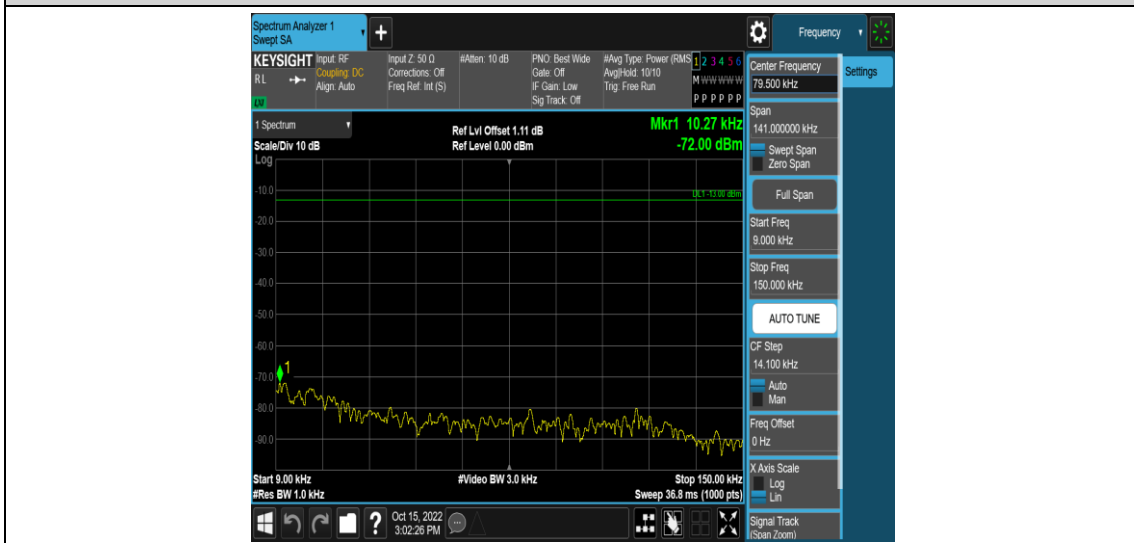 Spectrum Analyzer 1
Swept SA
+
Frequency
KEYSIGHT
RL
LXI
Input: RF
Coupling: DC
Align: Auto
Input Z: 50 Ω
Corrections: Off
Freq Ref: Int (S)
#Atten: 10 dB
PNO: Best Wide
Gate: Off
IF Gain: Low
Sig Track: Off
#Avg Type: Power (RMS
Avg|Hold: 10/10
Trig: Free Run
1 2 3 4 5 6
M W W W W W
P P P P P P
Center Frequency
79.500 kHz
Settings
1 Spectrum
Scale/Div 10 dB
Ref Lvl Offset 1.11 dB
Ref Level 0.00 dBm
Mkr1 10.27 kHz
-72.00 dBm
Log
DL1 -13.00 dBm
-10.0
-20.0
-30.0
-40.0
-50.0
-60.0
-70.0
-80.0
-90.0
1
Start 9.00 kHz
#Res BW 1.0 kHz
#Video BW 3.0 kHz
Stop 150.00 kHz
Sweep 36.8 ms (1000 pts)
Span
141.000000 kHz
Swept Span
Zero Span
Full Span
Start Freq
9.000 kHz
Stop Freq
150.000 kHz
AUTO TUNE
CF Step
14.100 kHz
Auto
Man
Freq Offset
0 Hz
X Axis Scale
Log
Lin
Signal Track
(Span Zoom)
?
Oct 15, 2022
3:02:26 PM